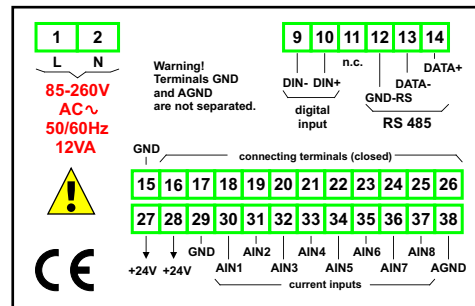 1 2
L N
85-260V
AC∿
50/60Hz
12VA
Warning!
Terminals GND
and AGND
are not separated.
9 10 11 12 13 14
DIN- DIN+ n.c. GND-RS DATA- DATA+
digital
input
RS 485
GND
connecting terminals (closed)
15 16 17 18 19 20 21 22 23 24 25 26
27 28 29 30 31 32 33 34 35 36 37 38
+24V +24V GND AIN1 AIN2 AIN3 AIN4 AIN5 AIN6 AIN7 AIN8 AGND
current inputs
!
CE